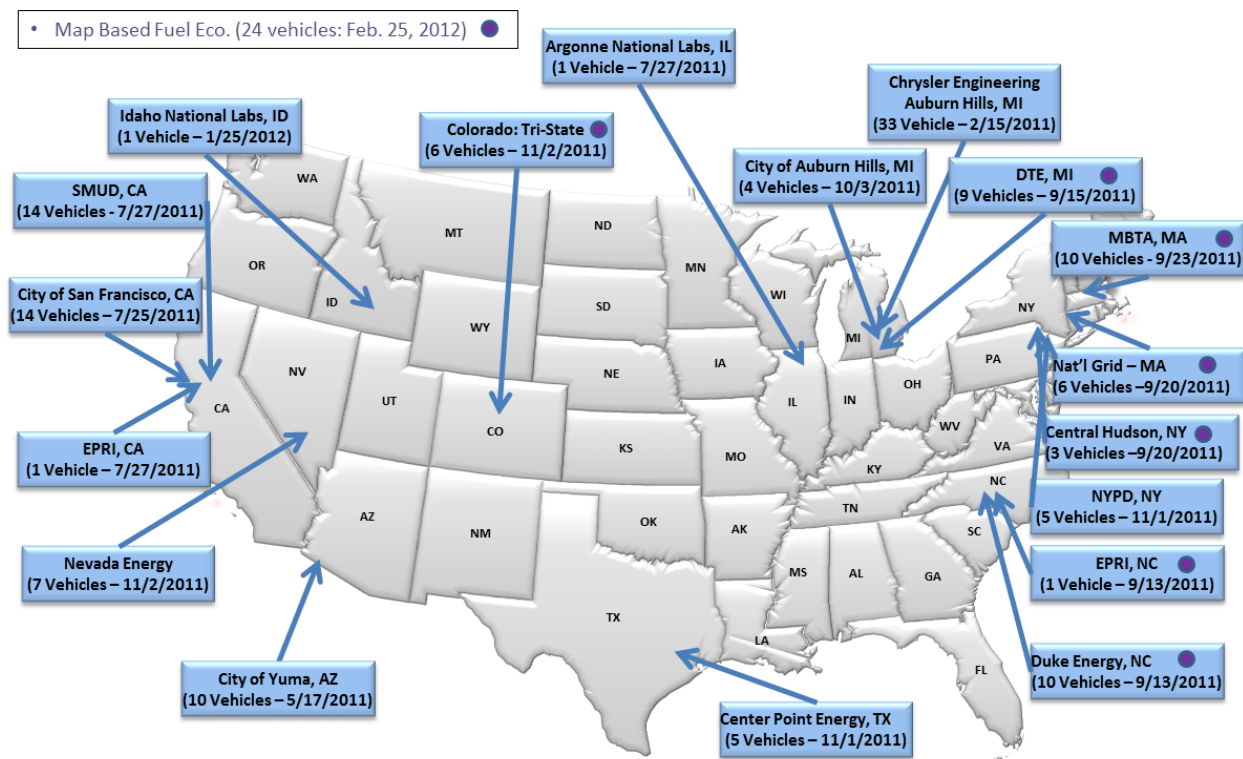 • Map Based Fuel Eco. (24 vehicles: Feb. 25, 2012)
Argonne National Labs, IL
(1 Vehicle – 7/27/2011)
Chrysler Engineering
Auburn Hills, MI
(33 Vehicle – 2/15/2011)
Idaho National Labs, ID
(1 Vehicle – 1/25/2012)
Colorado: Tri-State
(6 Vehicles – 11/2/2011)
City of Auburn Hills, MI
(4 Vehicles – 10/3/2011)
DTE, MI
(9 Vehicles – 9/15/2011)
SMUD, CA
(14 Vehicles - 7/27/2011)
MBTA, MA
(10 Vehicles - 9/23/2011)
City of San Francisco, CA
(14 Vehicles – 7/25/2011)
Nat’l Grid – MA
(6 Vehicles –9/20/2011)
EPRI, CA
(1 Vehicle – 7/27/2011)
Central Hudson, NY
(3 Vehicles –9/20/2011)
NYPD, NY
(5 Vehicles – 11/1/2011)
Nevada Energy
(7 Vehicles – 11/2/2011)
EPRI, NC
(1 Vehicle – 9/13/2011)
City of Yuma, AZ
(10 Vehicles – 5/17/2011)
Duke Energy, NC
(10 Vehicles – 9/13/2011)
Center Point Energy, TX
(5 Vehicles – 11/1/2011)
WA
MT
ND
MN
OR
ID
SD
WI
WY
MI
NY
IA
NE
PA
NV
UT
CA
CO
IL
IN
OH
WV
VA
KS
MO
KY
NC
TN
AZ
NM
OK
AK
SC
MS
AL
GA
TX
LA
FL